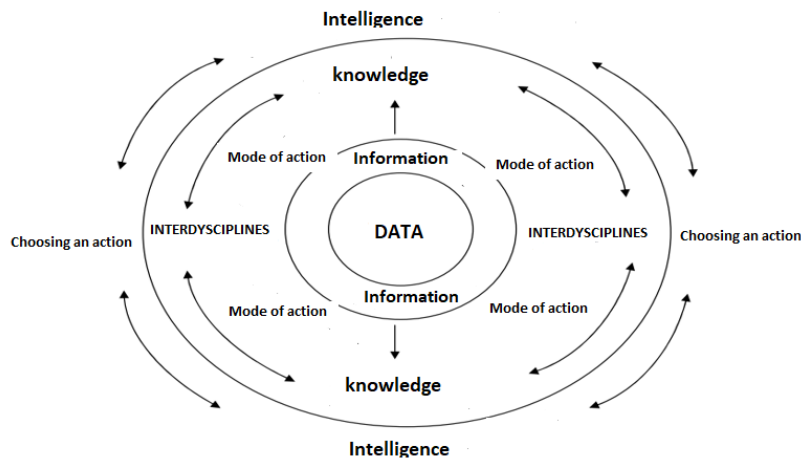 Intelligence
knowledge
Mode of action
Information
Mode of action
Choosing an action
INTERDYSCIPLINES
DATA
INTERDYSCIPLINES
Choosing an action
Information
Mode of action
Mode of action
knowledge
Intelligence